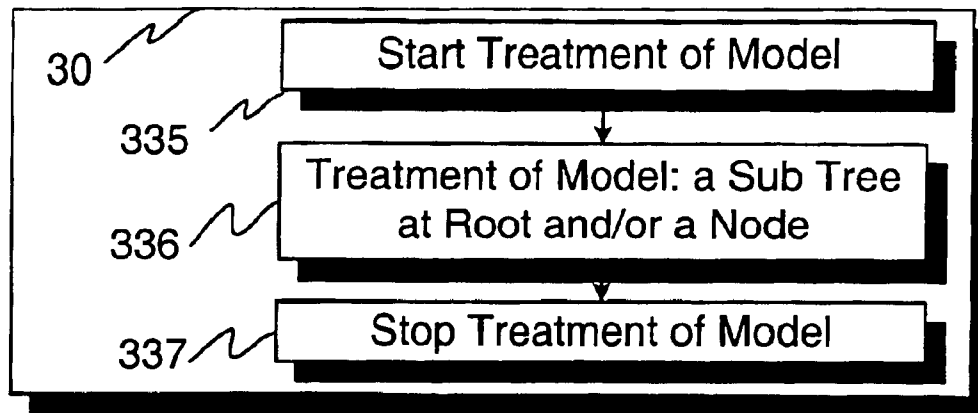 30
Start Treatment of Model
335
Treatment of Model: a Sub Tree
at Root and/or a Node
336
Stop Treatment of Model
337